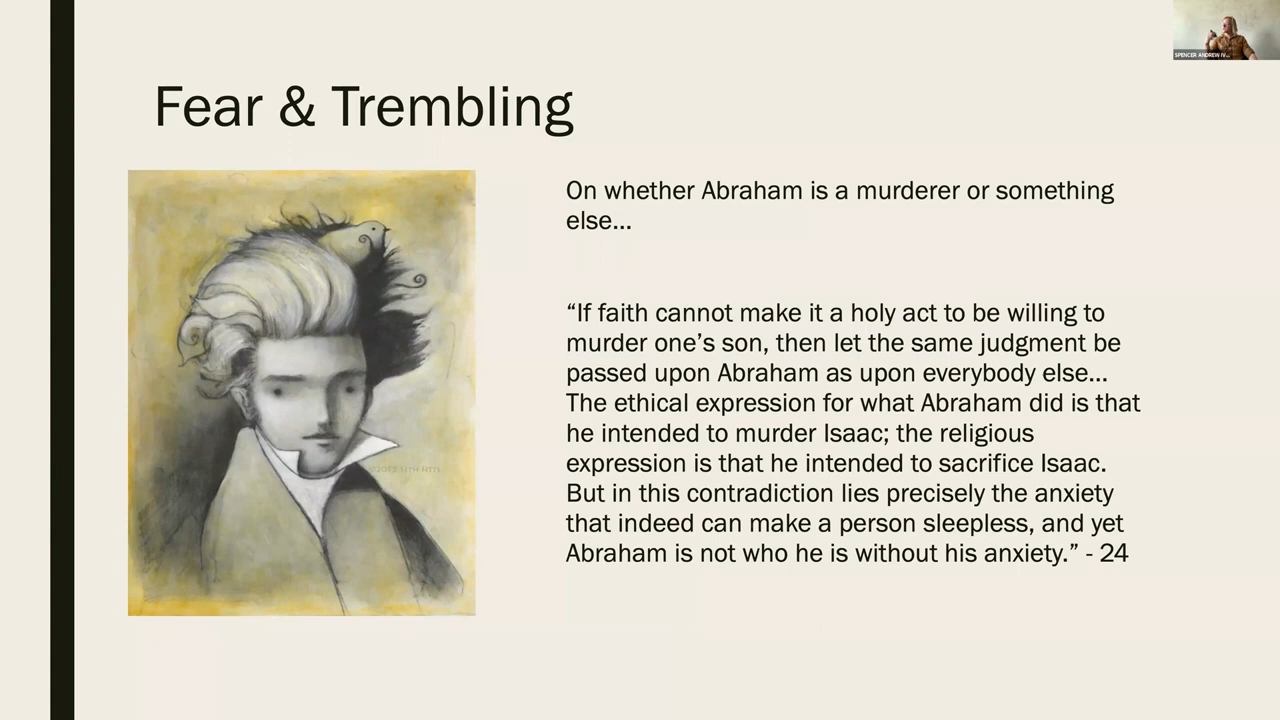 SPENCER ANDREW IV...
Fear & Trembling
On whether Abraham is a murderer or something
else...
“If faith cannot make it a holy act to be willing to
murder one’s son, then let the same judgment be
passed upon Abraham as upon everybody else...
The ethical expression for what Abraham did is that
he intended to murder Isaac; the religious
expression is that he intended to sacrifice Isaac.
But in this contradiction lies precisely the anxiety
that indeed can make a person sleepless, and yet
Abraham is not who he is without his anxiety.” - 24